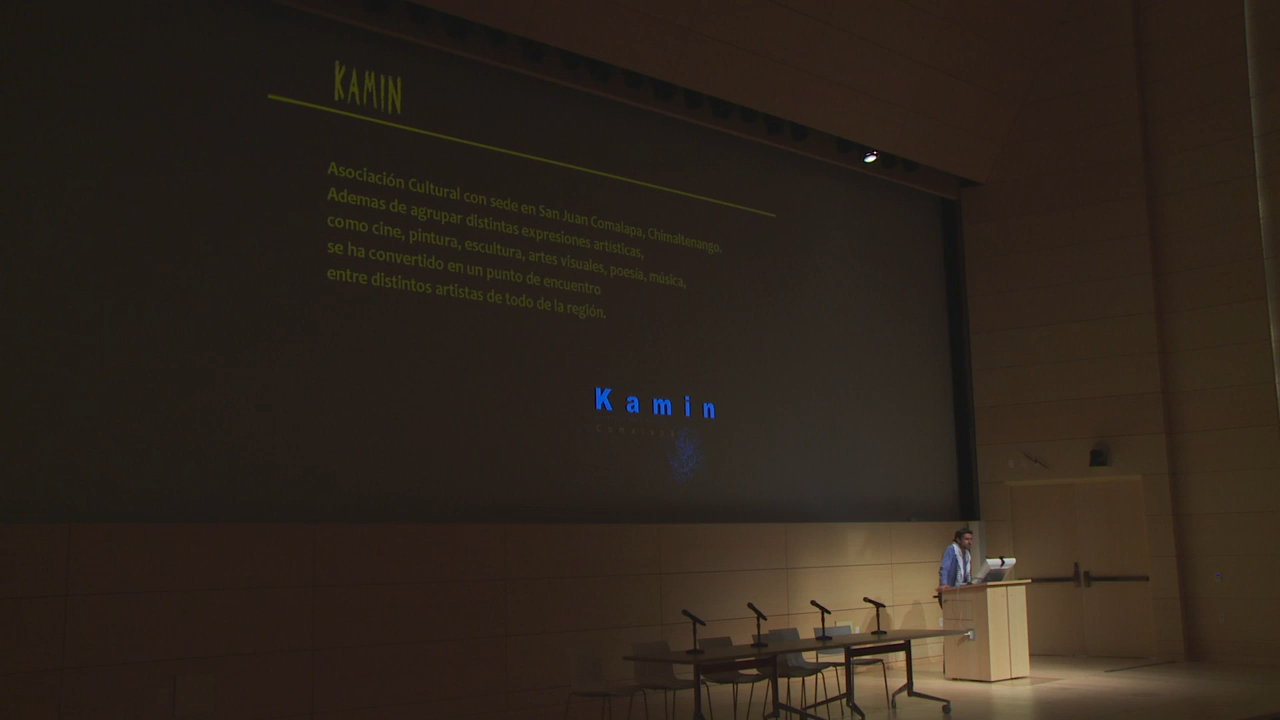 KAMIN
Asociación Cultural con sede en San Juan Comalapa, Chimaltenango.
Ademas de agrupar distintas expresiones artísticas,
como cine, pintura, escultura, artes visuales, poesía, música,
se ha convertido en un punto de encuentro
entre distintos artistas de todo de la región.
Kamin
Comalapa